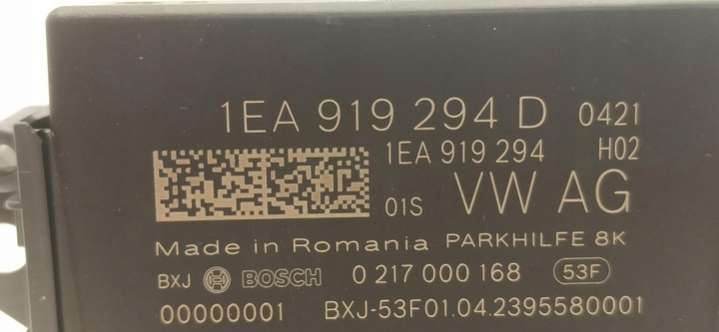 1EA 919 294 D 0421
1EA 919 294 H02
01S VW AG
Made in Romania PARKHILFE 8K
BXJ BOSCH 0 217 000 168 53F
00000001 BXJ-53F01.04.2395580001